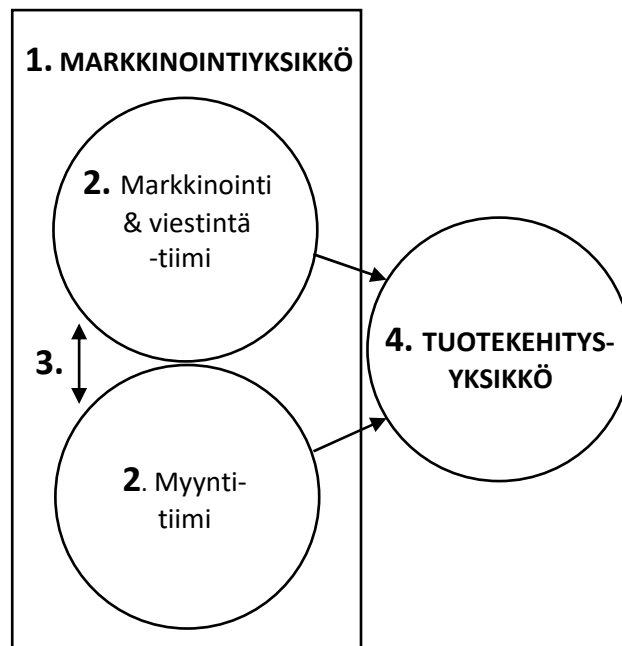 1. MARKKINOINTIYKSIKKÖ
2. Markkinointi
& viestintä
-tiimi
3.
2. Myynti-
tiimi
4. TUOTEKEHITYS-
YKSIKKÖ